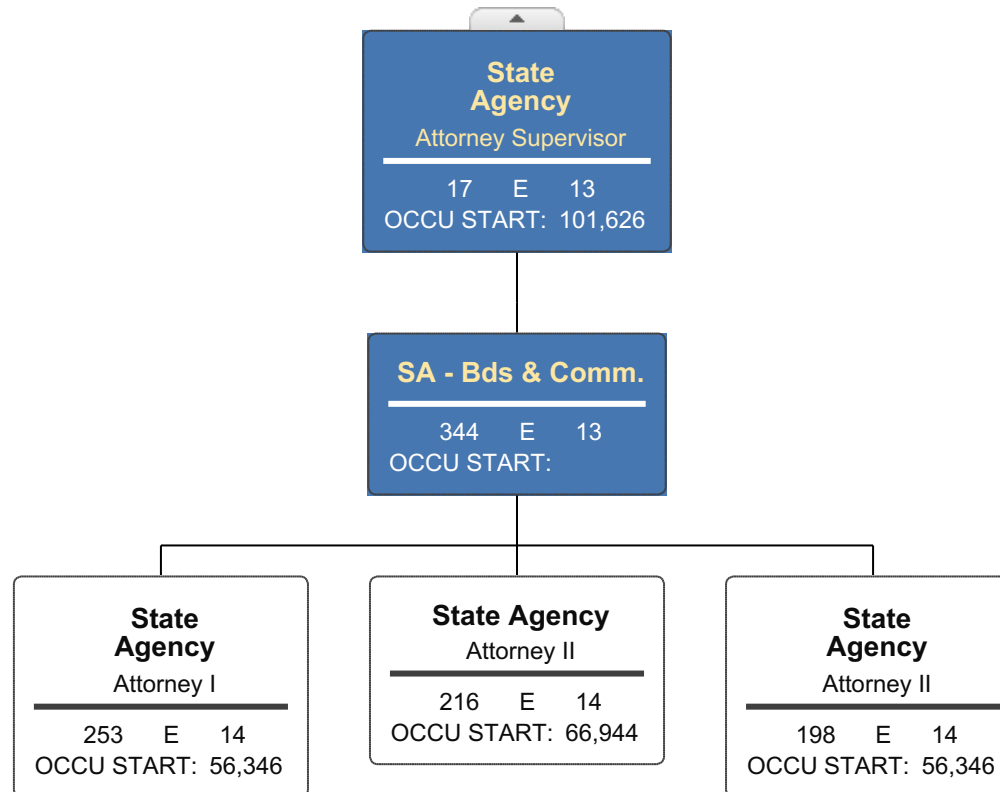 State
Agency
Attorney Supervisor
17 E 13
OCCU START: 101,626
SA - Bds & Comm.
344 E 13
OCCU START:
State
Agency
Attorney I
253 E 14
OCCU START: 56,346
State Agency
Attorney II
216 E 14
OCCU START: 66,944
State
Agency
Attorney II
198 E 14
OCCU START: 56,346